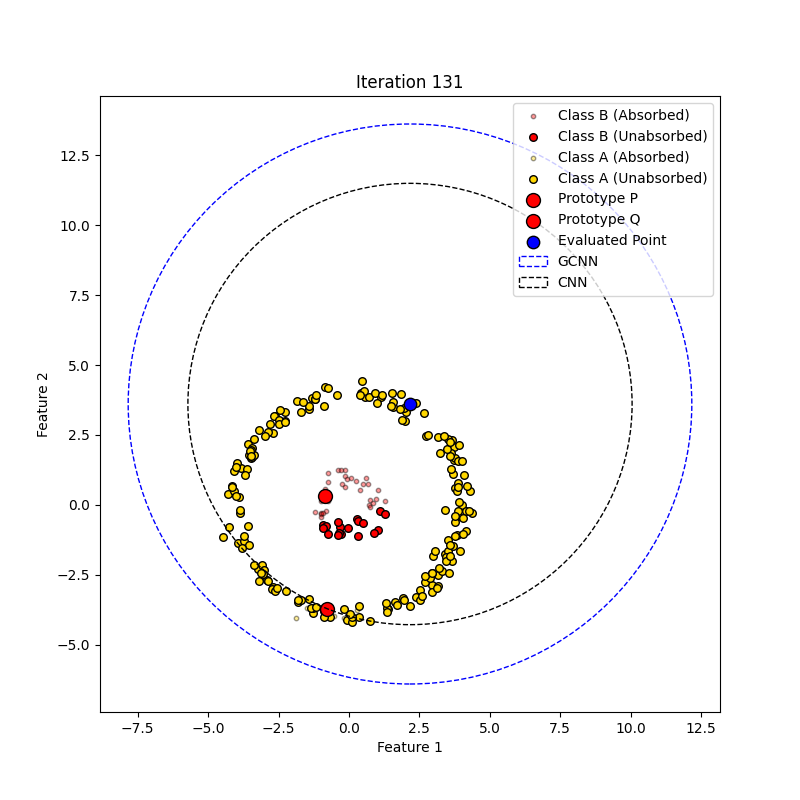 Iteration 131
Class B (Absorbed)
Class B (Unabsorbed)
Class A (Absorbed)
Class A (Unabsorbed)
Prototype P
Prototype Q
Evaluated Point
GCNN
CNN
12.5
10.0
7.5
5.0
2.5
0.0
−2.5
−5.0
Feature 2
−7.5 −5.0 −2.5 0.0 2.5 5.0 7.5 10.0 12.5
Feature 1